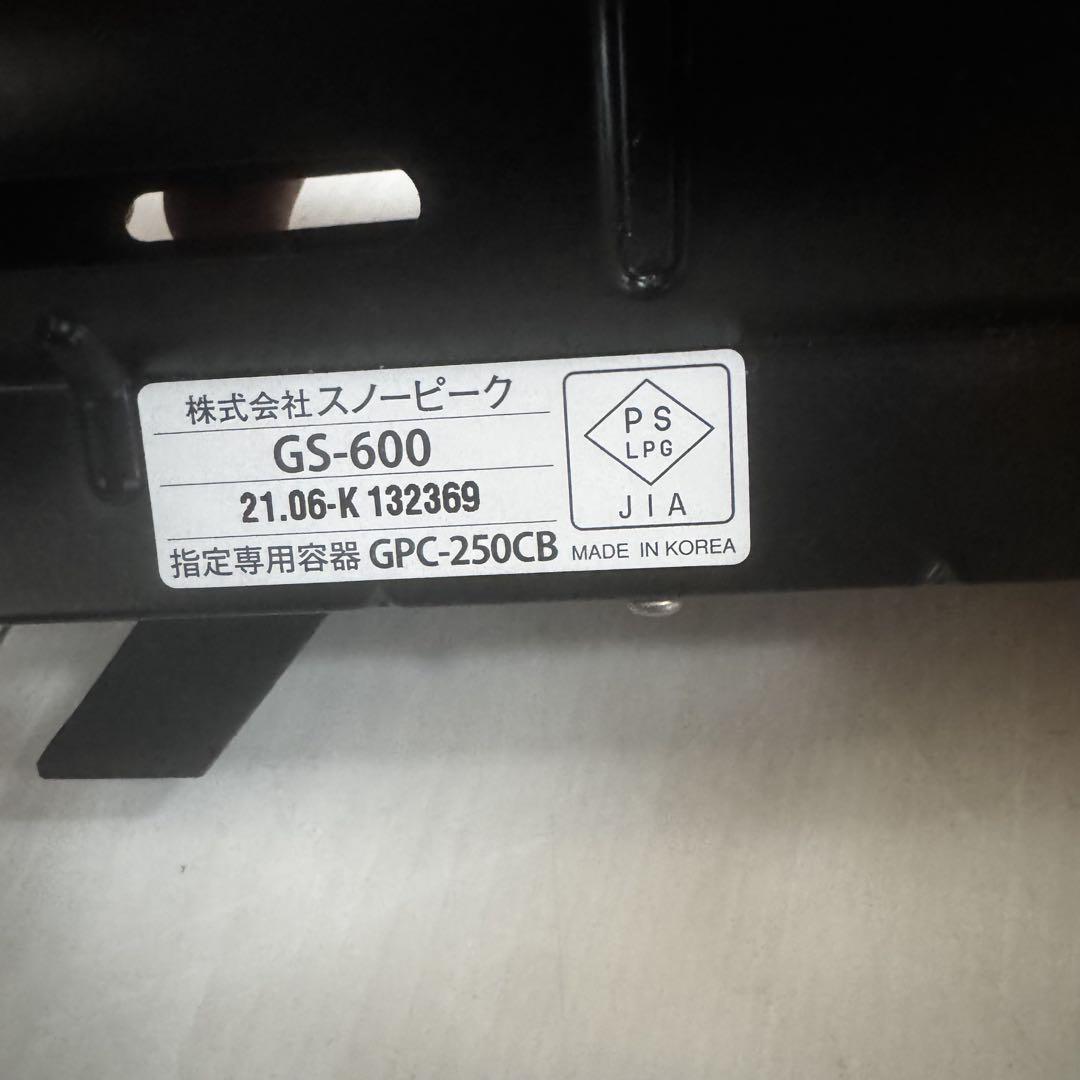 株式会社スノーピーク
GS-600
21.06-K 132369
指定専用容器 GPC-250CB
PS
LPG
JIA
MADE IN KOREA